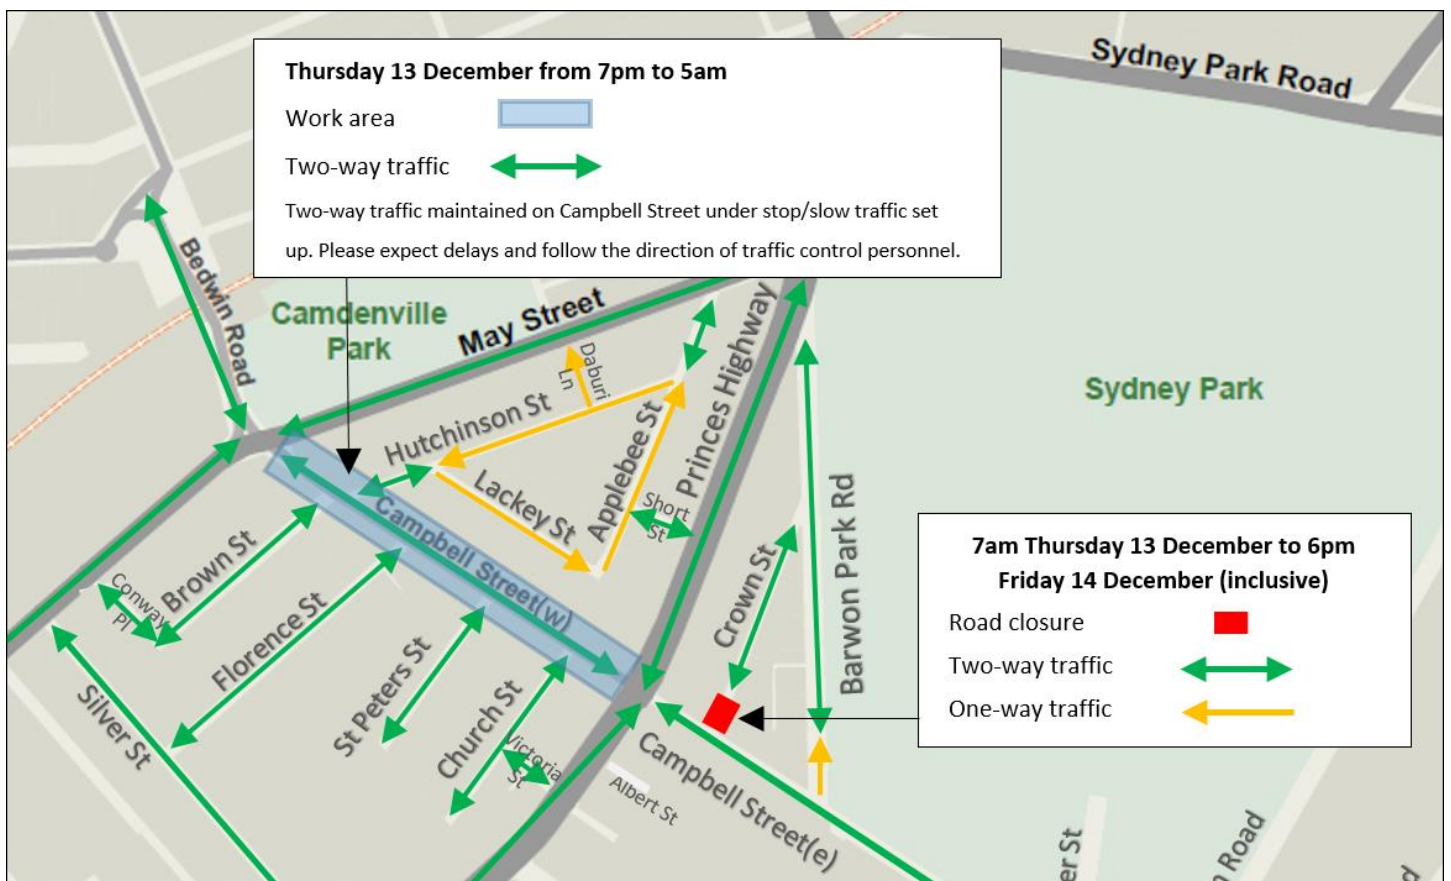 Sydney Park Road
Thursday 13 December from 7pm to 5am
Work area
Two-way traffic
Two-way traffic maintained on Campbell Street under stop/slow traffic set
up. Please expect delays and follow the direction of traffic control personnel.
Bedwin Road
Camdenville
Park
May Street
Daburi
Ln
Princes Highway
Sydney Park
Hutchinson St
Applebee St
Lackey St
Short
St
Campbell Street(w)
Crown St
Barwon Park Rd
7am Thursday 13 December to 6pm
Friday 14 December (inclusive)
Road closure
Two-way traffic
One-way traffic
Brown St
Conway
Pl
Florence St
Silver St
St Peters St
Church St
Victoria
St
Albert St
Campbell Street(e)
er St
n Road
d